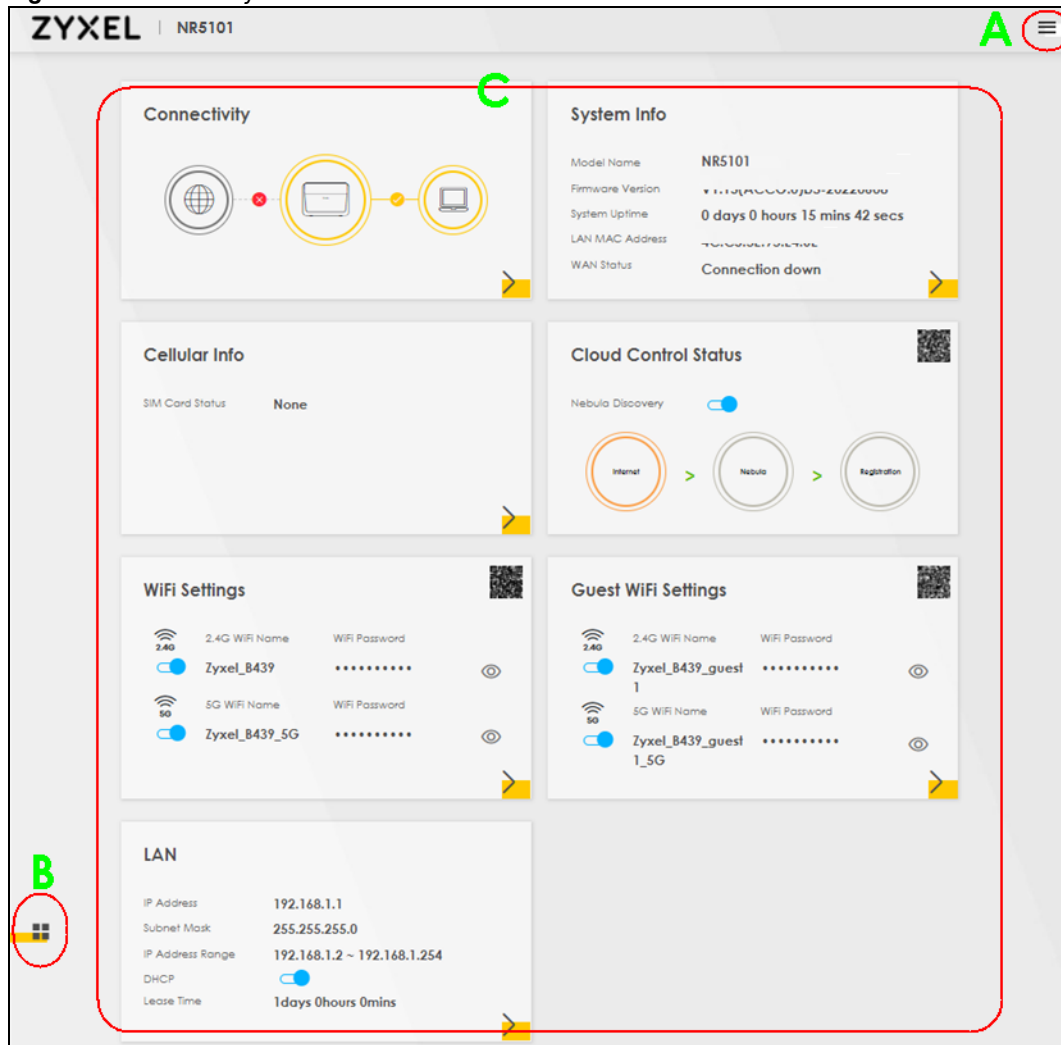 ZYXEL | NR5101
A
C
Connectivity
System Info
Model Name NR5101
Firmware Version
System Uptime 0 days 0 hours 15 mins 42 secs
LAN MAC Address
WAN Status Connection down
Cellular Info
SIM Card Status None
Cloud Control Status
Nebula Discovery
Internet > Nebula > Registration
WiFi Settings
2.4G 2.4G WiFi Name WiFi Password
Zyxel_B439 ••••••••••
5G 5G WiFi Name WiFi Password
Zyxel_B439_5G ••••••••••
Guest WiFi Settings
2.4G 2.4G WiFi Name WiFi Password
Zyxel_B439_guest ••••••••••
1
5G 5G WiFi Name WiFi Password
Zyxel_B439_guest ••••••••••
1_5G
B
LAN
IP Address 192.168.1.1
Subnet Mask 255.255.255.0
IP Address Range 192.168.1.2 ~ 192.168.1.254
DHCP
Lease Time 1days 0hours 0mins